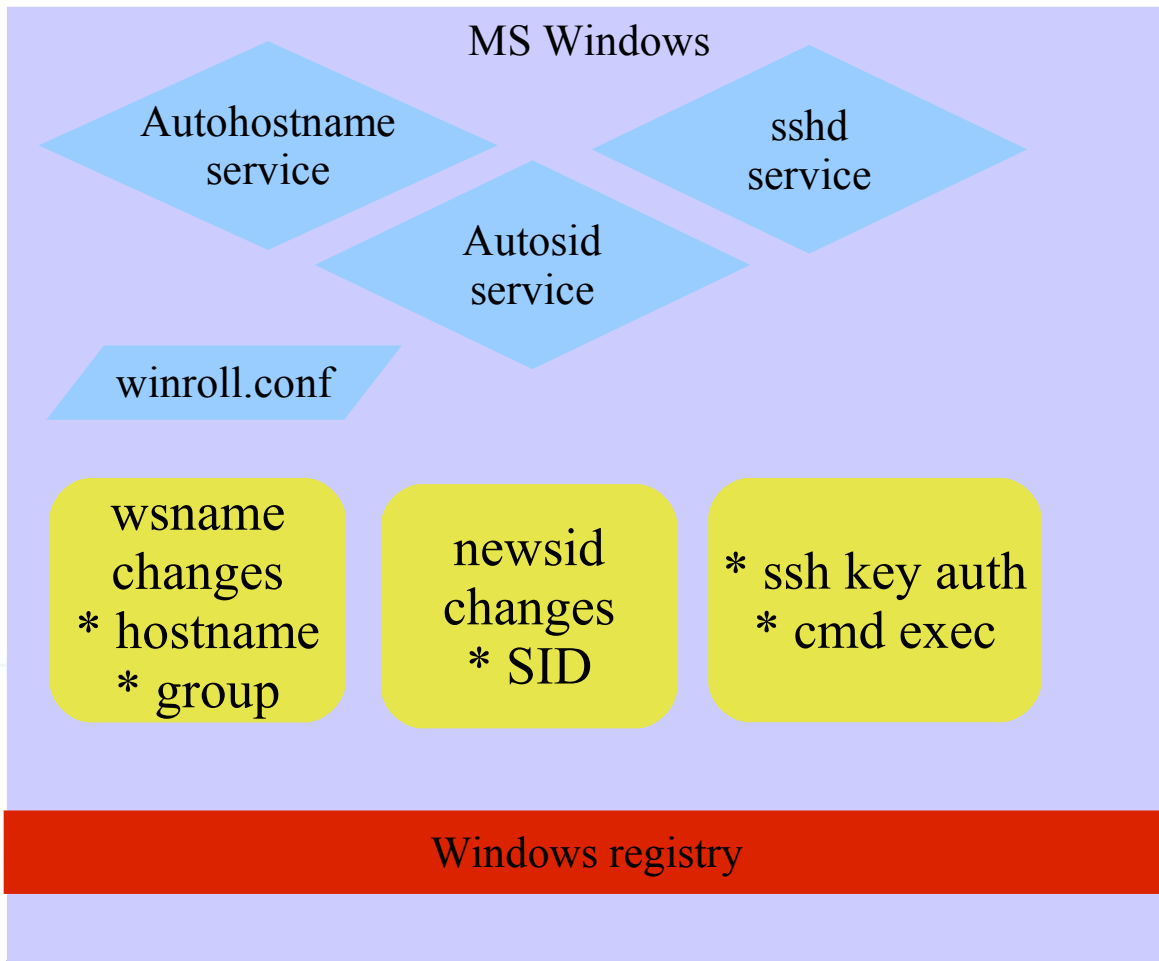 MS Windows
Autohostname
service
sshd
service
Autosid
service
winroll.conf
wsname
changes
* hostname
* group
newsid
changes
* SID
* ssh key auth
* cmd exec
Windows registry